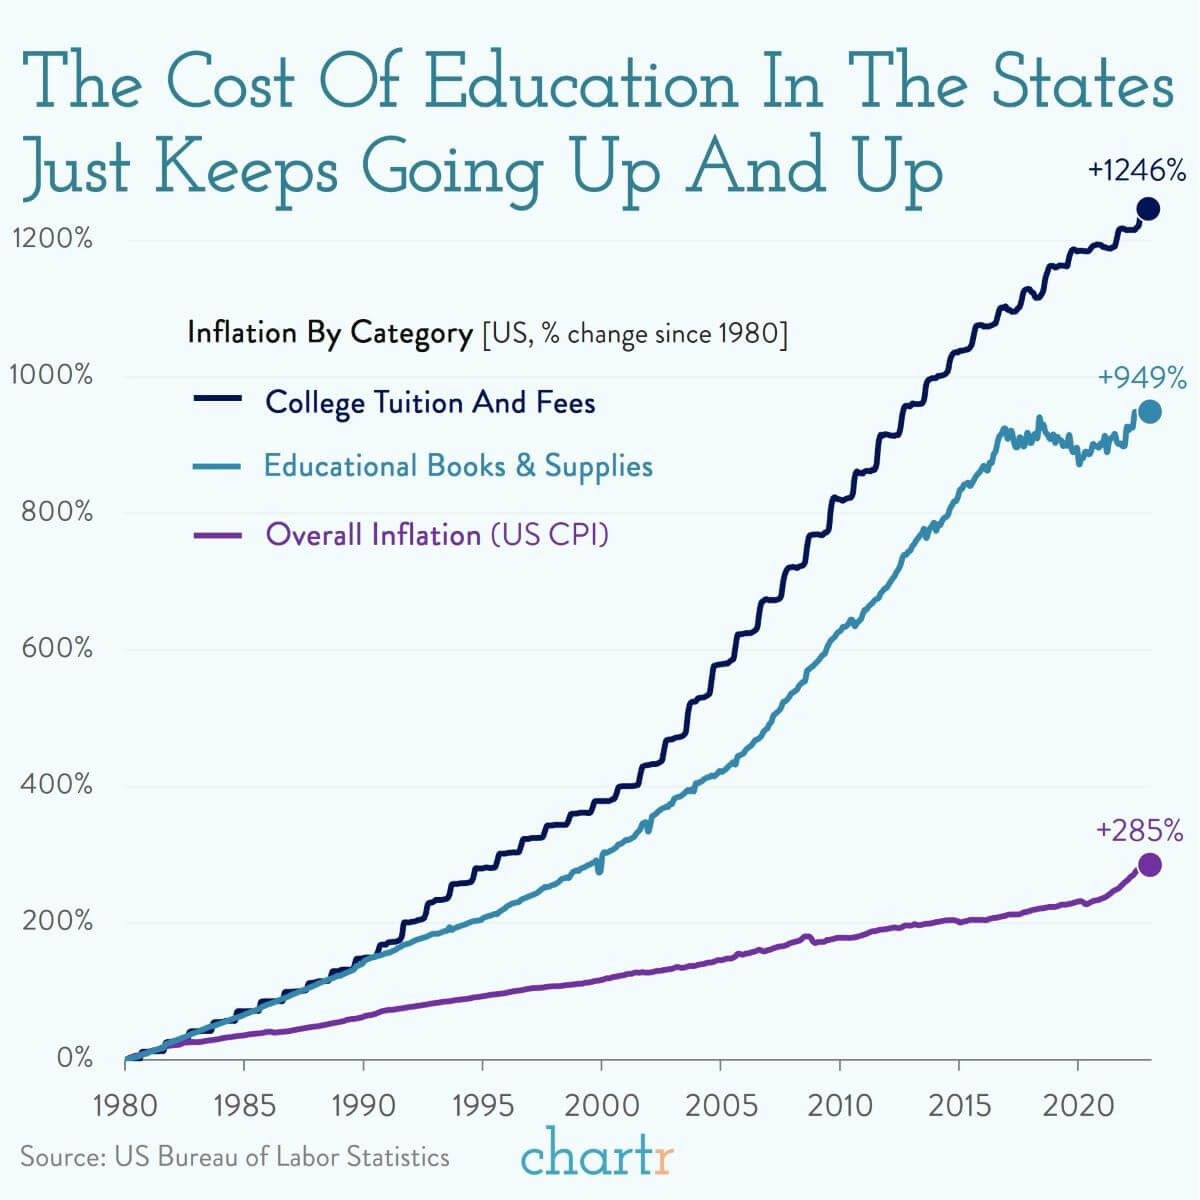 The Cost Of Education In The States
Just Keeps Going Up And Up
+1246%
1200%
Inflation By Category [US, % change since 1980]
1000%
+949%
College Tuition And Fees
Educational Books & Supplies
800%
Overall Inflation (US CPI)
600%
400%
+285%
200%
0%
1980 1985 1990 1995 2000 2005 2010 2015 2020
Source: US Bureau of Labor Statistics
chartr